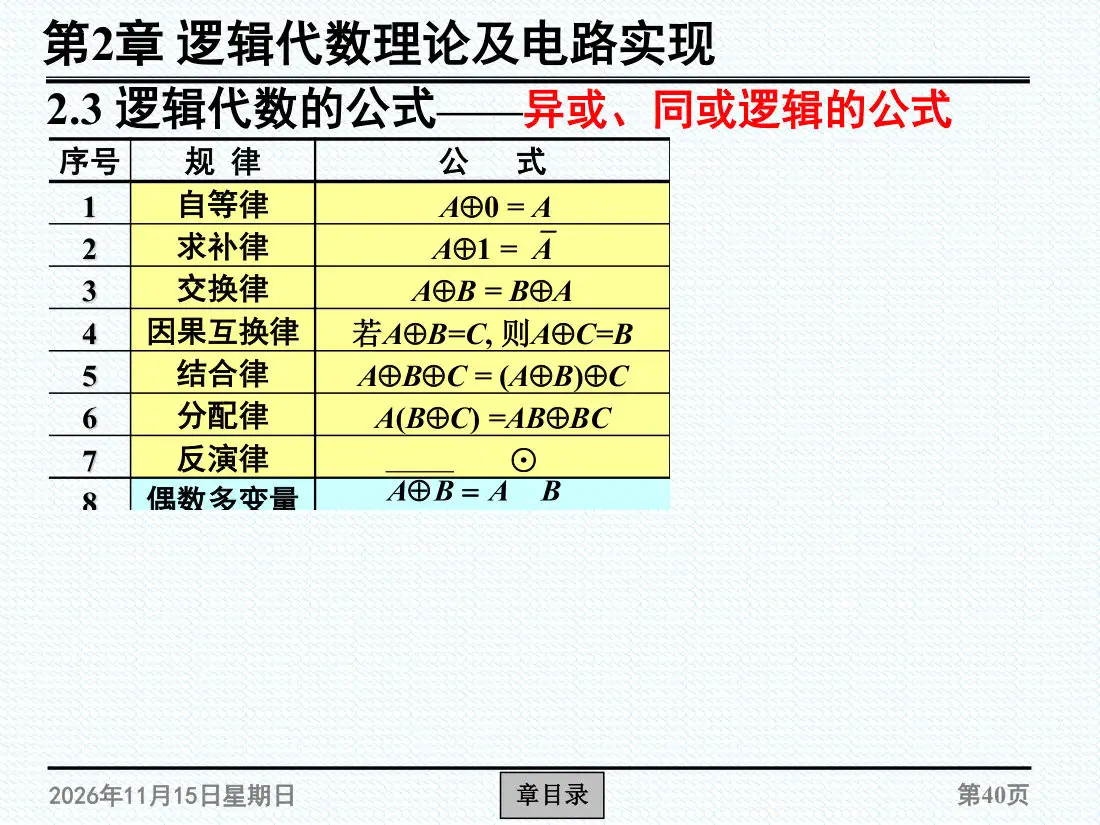 第2章 逻辑代数理论及电路实现
2.3 逻辑代数的公式——异或、同或逻辑的公式
序号 规 律 公 式
1 自等律 A⊕0 = A
2 求补律 A⊕1 = A̅
3 交换律 A⊕B = B⊕A
4 因果互换律 若A⊕B=C, 则A⊕C=B
5 结合律 A⊕B⊕C = (A⊕B)⊕C
6 分配律 A(B⊕C) =AB⊕BC
7 反演律 ____ ⊙
8 偶数多变量 A⊕B = A B
2026年11月15日星期日 章目录 第40页